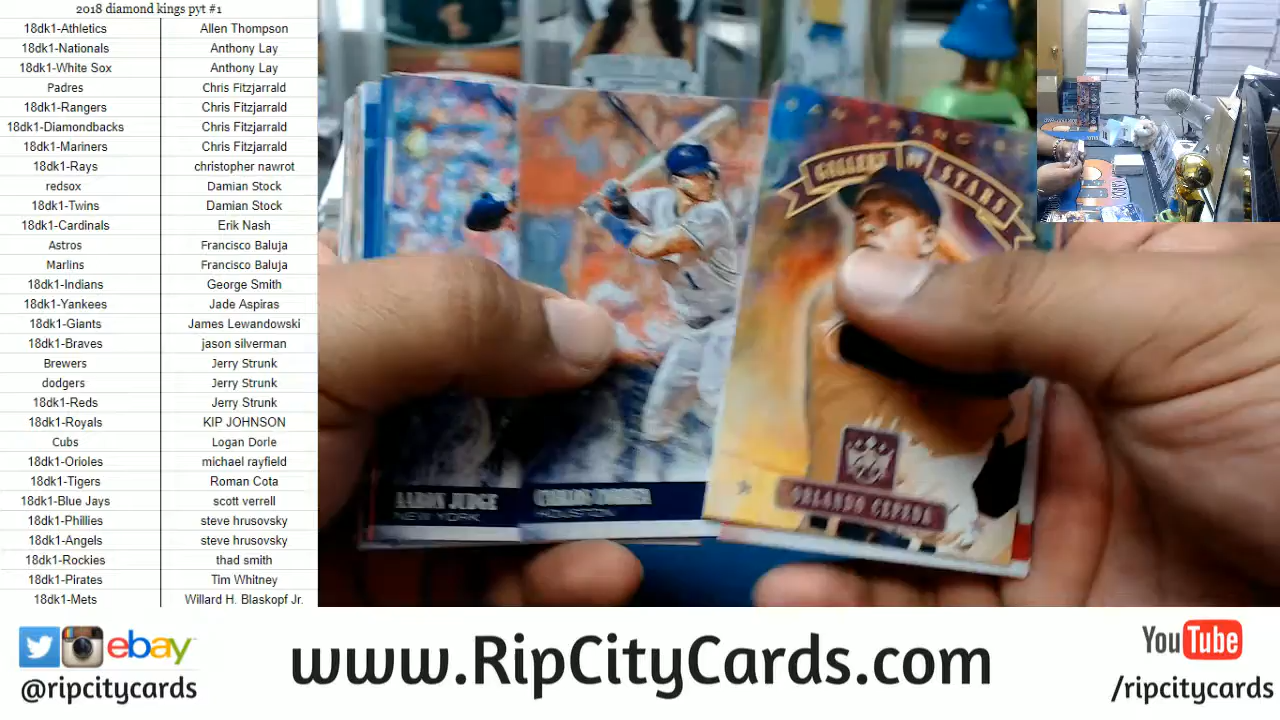 2018 diamond kings pyt #1
18dk1-Athletics Allen Thompson
18dk1-Nationals Anthony Lay
18dk1-White Sox Anthony Lay
Padres Chris Fitzjarrald
18dk1-Rangers Chris Fitzjarrald
18dk1-Diamondbacks Chris Fitzjarrald
18dk1-Mariners Chris Fitzjarrald
18dk1-Rays christopher nawrot
redsox Damian Stock
18dk1-Twins Damian Stock
18dk1-Cardinals Erik Nash
Astros Francisco Baluja
Marlins Francisco Baluja
18dk1-Indians George Smith
18dk1-Yankees Jade Aspiras
18dk1-Giants James Lewandowski
18dk1-Braves jason silverman
Brewers Jerry Strunk
dodgers Jerry Strunk
18dk1-Reds Jerry Strunk
18dk1-Royals KIP JOHNSON
Cubs Logan Dorle
18dk1-Orioles michael rayfield
18dk1-Tigers Roman Cota
18dk1-Blue Jays scott verrell
18dk1-Phillies steve hrusovsky
18dk1-Angels steve hrusovsky
18dk1-Rockies thad smith
18dk1-Pirates Tim Whitney
18dk1-Mets Willard H. Blaskopf Jr.
AARON JUDGE
NEW YORK
CARLOS CORREA
HOUSTON
SAN FRANCISC
GALLERY OF STARS
ORLANDO CEPEDA
ebay
@ripcitycards
www.RipCityCards.com
YouTube
/ripcitycards